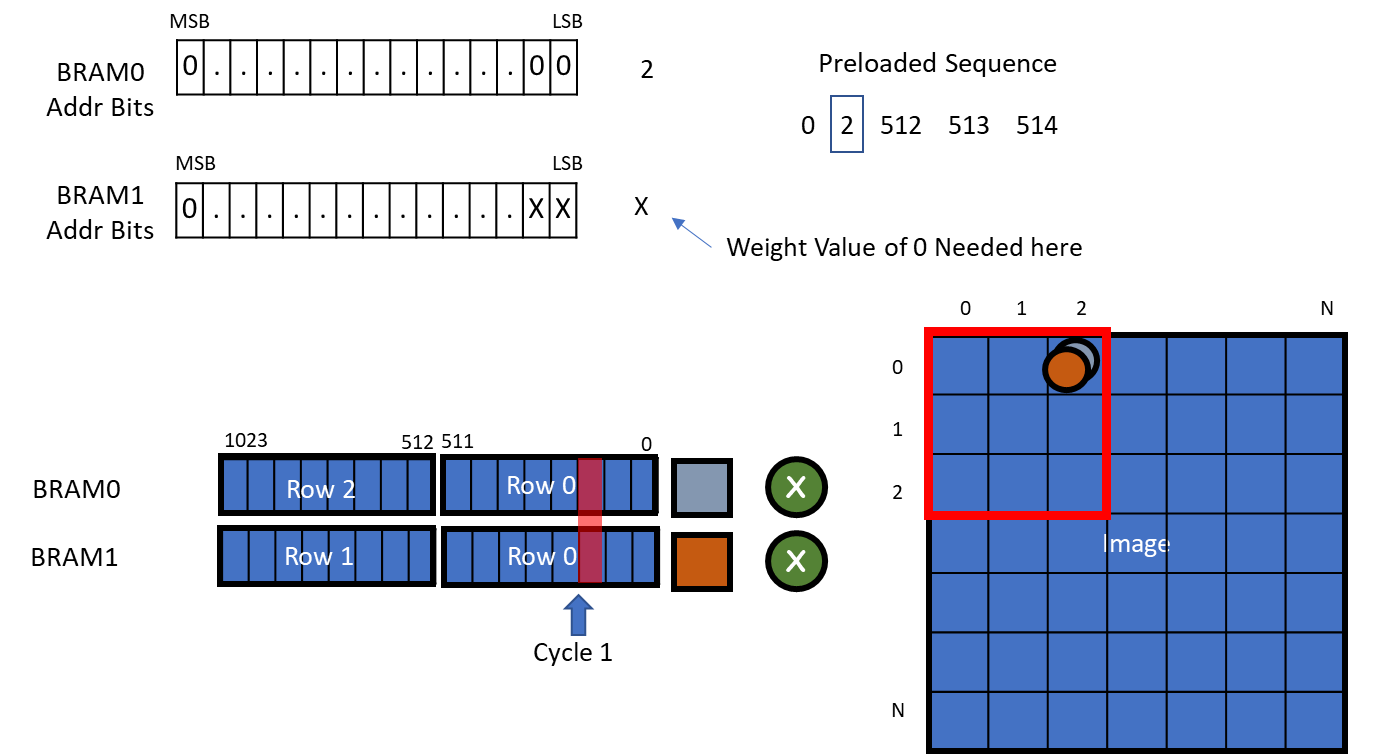 MSB LSB
BRAM0 Addr Bits
0 . . . . . . . . . . . . 0 0
2
Preloaded Sequence
0 2 512 513 514
MSB LSB
BRAM1 Addr Bits
0 . . . . . . . . . . . . X X
X
Weight Value of 0 Needed here
0 1 2 N
0
1
2
N
Image
1023 512 511 0
BRAM0
Row 2 Row 0
X
BRAM1
Row 1 Row 0
X
Cycle 1